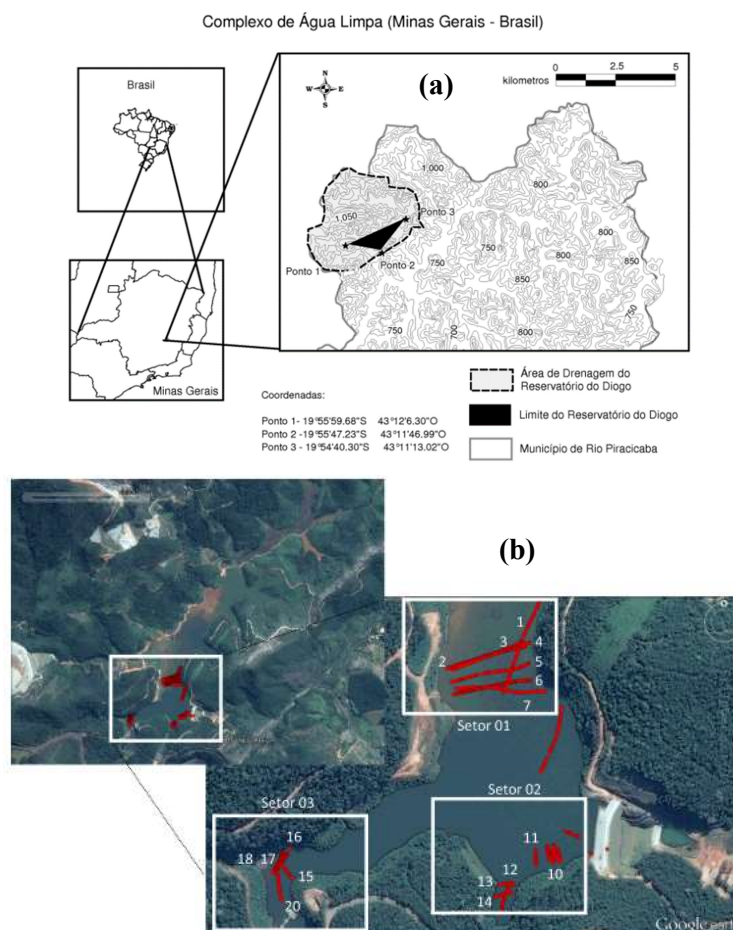 Complexo de Água Limpa (Minas Gerais - Brasil)
Brasil
(a)
0 2.5 5
kilometros
N
W E
S
1.000
800
800
1.050
Ponto 3
750
800
800
850
Ponto 1
Ponto 2
750
850
750
750
700
800
750
Minas Gerais
Área de Drenagem do
Reservatório do Diogo
Limite do Reservatório do Diogo
Município de Rio Piracicaba
Coordenadas:
Ponto 1- 19°55'59.68"S 43°12'6.30"O
Ponto 2 -19°55'47.23"S 43°11'46.99"O
Ponto 3 - 19°54'40.30"S 43°11'13.02"O
(b)
1
3 4
2 5
6
7
Setor 01
Setor 02
Setor 03
16
11
18 17
15
12 10
13
14
20
Google earth